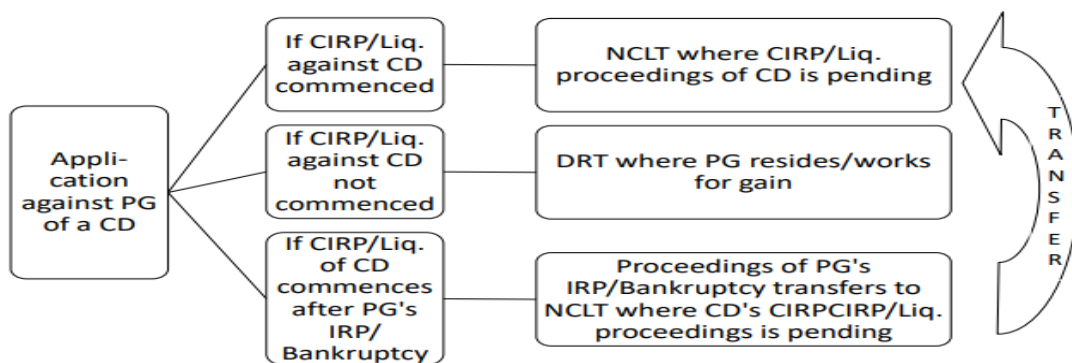 Appli-
cation
against PG
of a CD
If CIRP/Liq.
against CD
commenced
NCLT where CIRP/Liq.
proceedings of CD is pending
If CIRP/Liq.
against CD
not
commenced
DRT where PG resides/works
for gain
If CIRP/Liq.
of CD
commences
after PG's
IRP/
Bankruptcy
Proceedings of PG's
IRP/Bankruptcy transfers to
NCLT where CD's CIRPCIRP/Liq.
proceedings is pending
TRANSFER